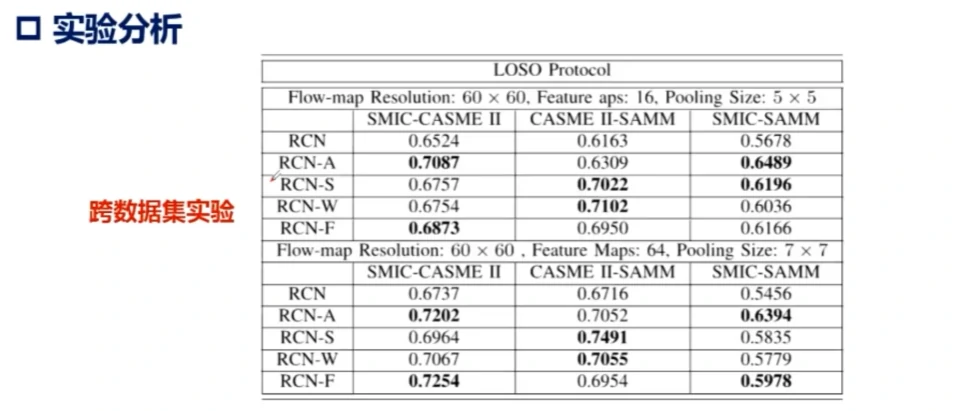 实验分析
LOSO Protocol
Flow-map Resolution: 60 × 60, Feature aps: 16, Pooling Size: 5 × 5
SMIC-CASME II CASME II-SAMM SMIC-SAMM
RCN 0.6524 0.6163 0.5678
RCN-A 0.7087 0.6309 0.6489
RCN-S 0.6757 0.7022 0.6196
跨数据集实验
RCN-W 0.6754 0.7102 0.6036
RCN-F 0.6873 0.6950 0.6166
Flow-map Resolution: 60 × 60 , Feature Maps: 64, Pooling Size: 7 × 7
SMIC-CASME II CASME II-SAMM SMIC-SAMM
RCN 0.6737 0.6716 0.5456
RCN-A 0.7202 0.7052 0.6394
RCN-S 0.6964 0.7491 0.5835
RCN-W 0.7067 0.7055 0.5779
RCN-F 0.7254 0.6954 0.5978